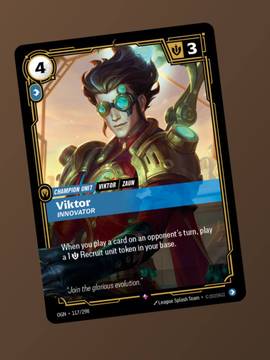 4
3
CHAMPION UNIT VIKTOR ZAUN
Viktor
INNOVATOR
When you play a card on an opponent's turn, play
a 1 Recruit unit token in your base.
"Join the glorious evolution."
OGN • 117/298
League Splash Team